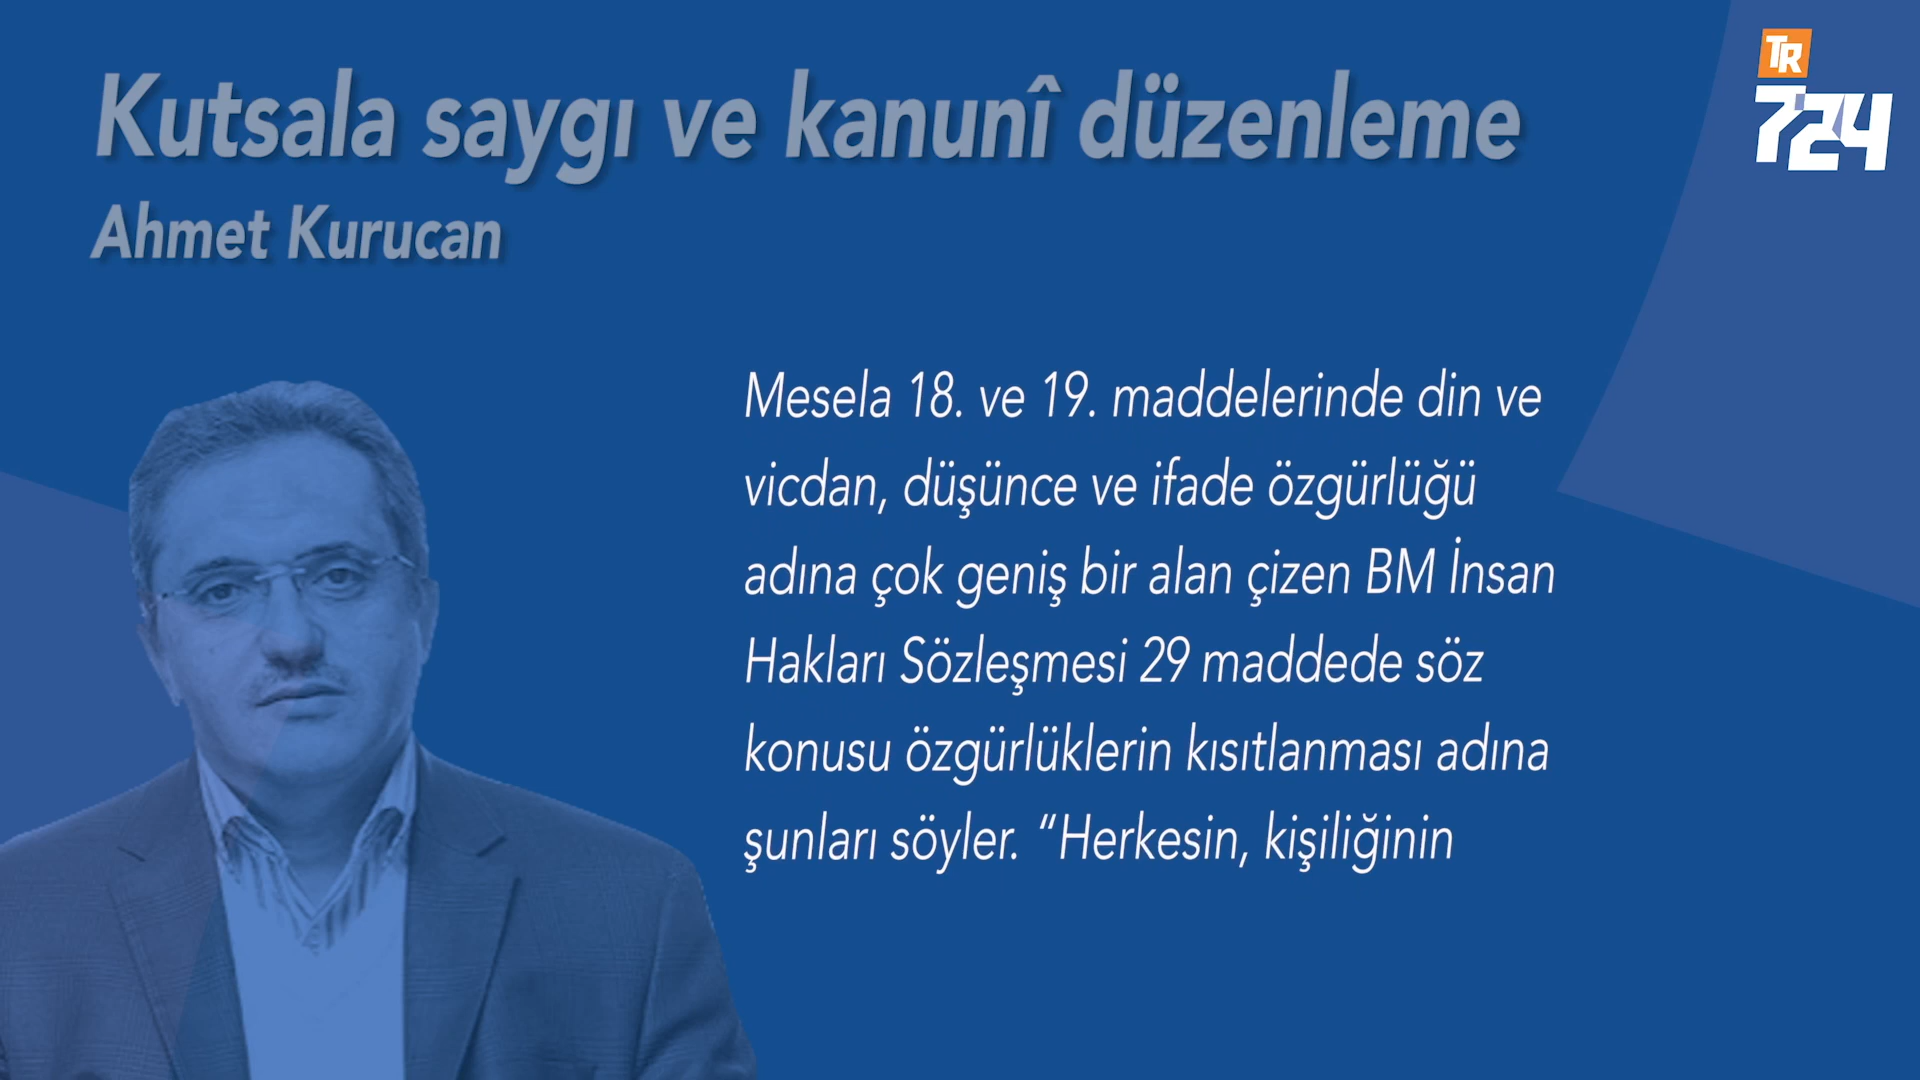 Kutsala saygı ve kanunî düzenleme
Ahmet Kurucan
TR
724
Mesela 18. ve 19. maddelerinde din ve
vicdan, düşünce ve ifade özgürlüğü
adına çok geniş bir alan çizen BM İnsan
Hakları Sözleşmesi 29 maddede söz
konusu özgürlüklerin kısıtlanması adına
şunları söyler. “Herkesin, kişiliğinin